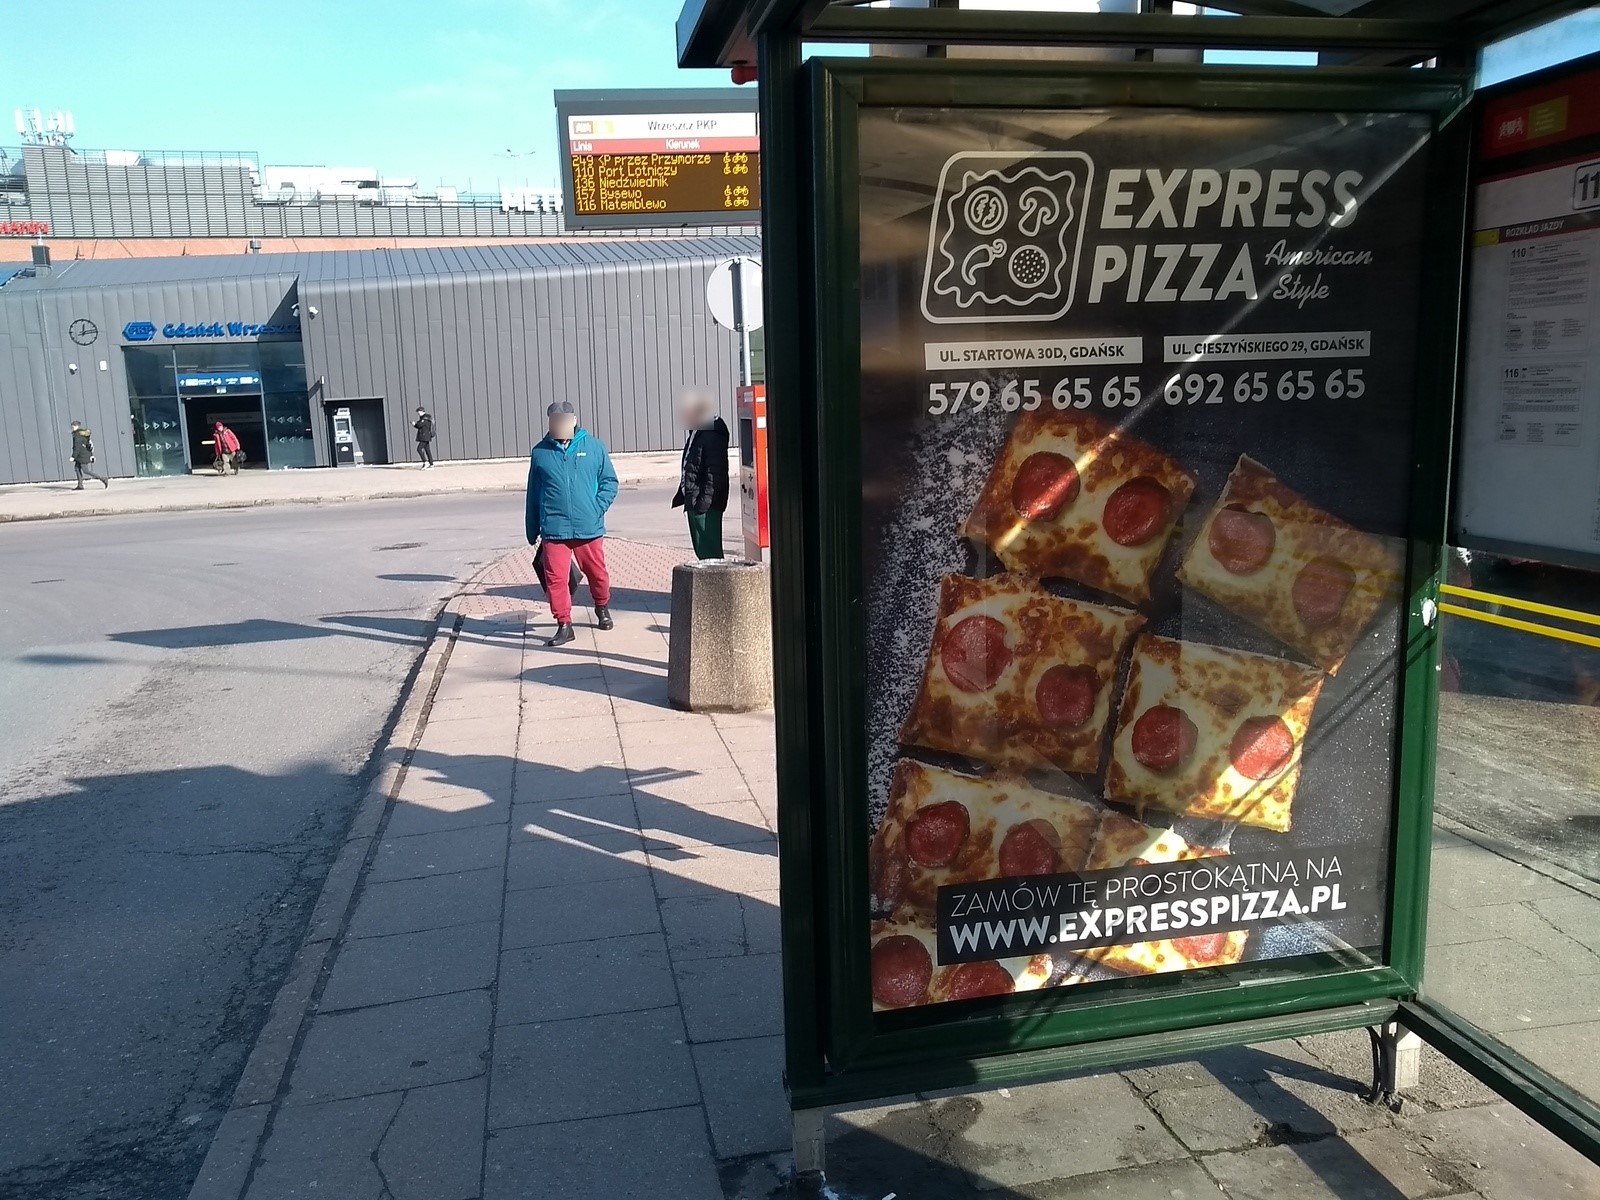 Wrzeszcz PKP
Linia Kierunek
249 KP przez Przymorze
110 Port Lotniczy
136 Niedźwiednik
157 Bysewo
116 Matemblewo
PKP Gdańsk Wrzeszcz
EXPRESS
PIZZA
American
Style
UL. STARTOWA 30D, GDAŃSK
579 65 65 65
UL. CIESZYŃSKIEGO 29, GDAŃSK
692 65 65 65
ZAMÓW TĘ PROSTOKĄTNĄ NA
WWW.EXPRESSPIZZA.PL
11
ROZKŁAD JAZDY
110
116